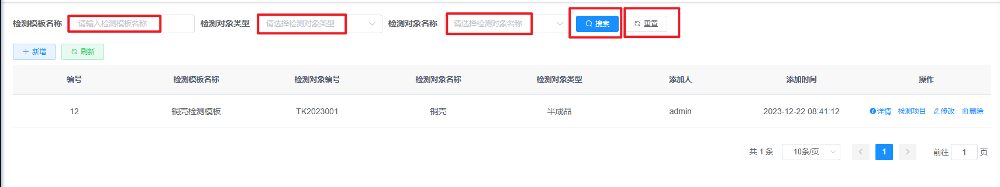 检测模板名称 请输入检测模板名称 检测对象类型 请选择检测对象类型 检测对象名称 请选择检测对象名称 搜索 重置
新增 刷新
编号 检测模板名称 检测对象编号 检测对象名称 检测对象类型 添加人 添加时间 操作
12 铜壳检测模板 TK2023001 铜壳 半成品 admin 2023-12-22 08:41:12 详情 检测项目 修改 删除
共 1 条 10条/页 1 前往 1 页